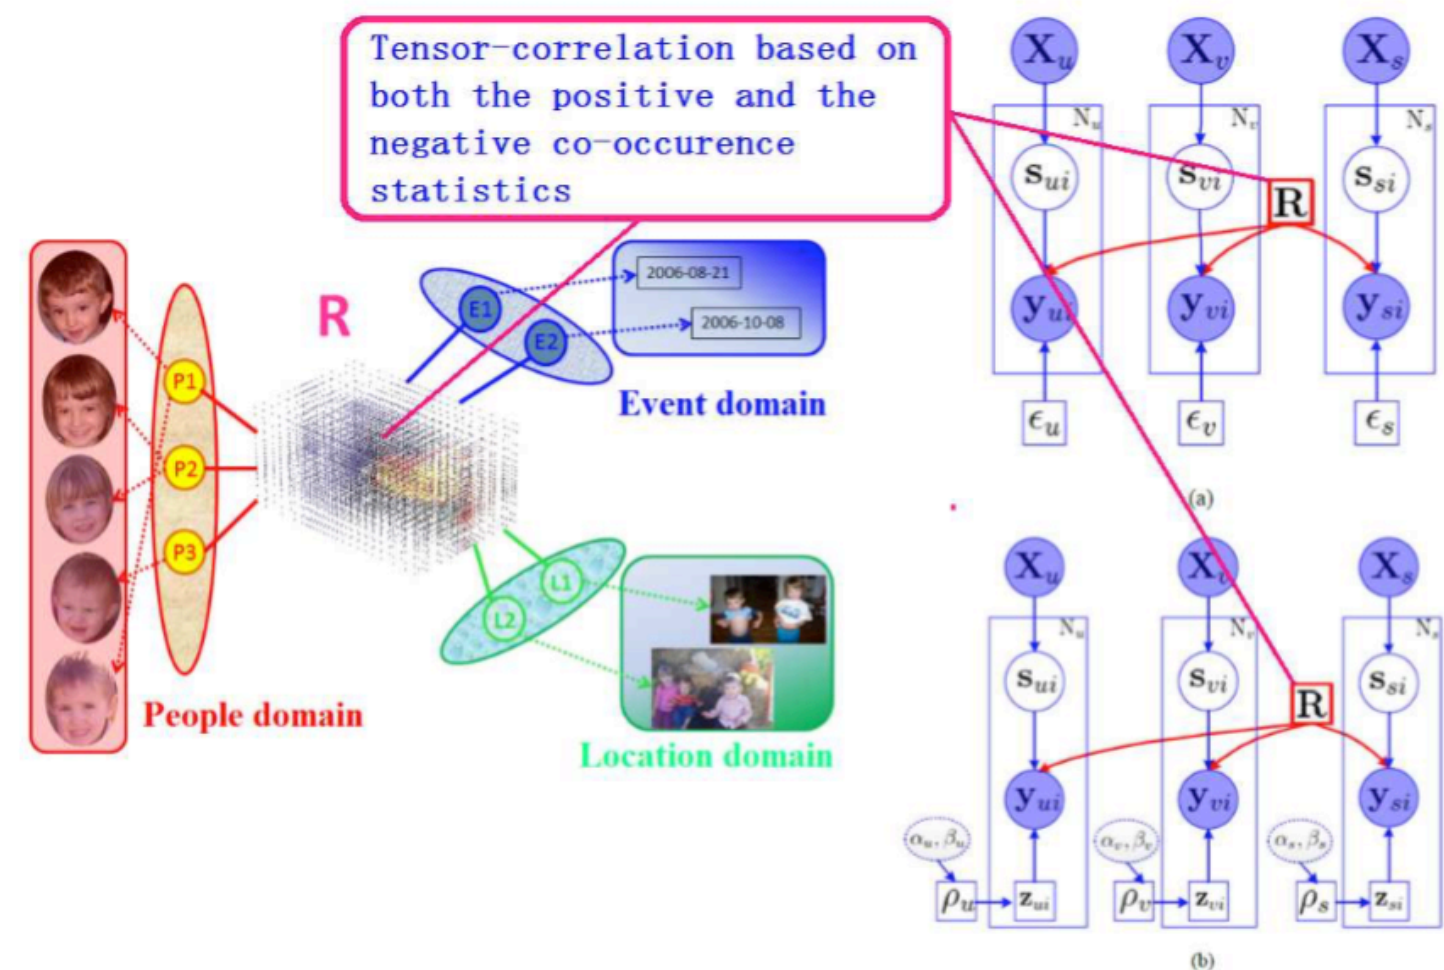 Tensor-correlation based on
both the positive and the
negative co-occurence
statistics
R
P1
P2
P3
People domain
E1
E2
2006-08-21
2006-10-08
Event domain
L1
L2
Location domain
X_u X_v X_s
N_u N_v N_s
s_ui s_vi s_si
R
y_ui y_vi y_si
ϵ_u ϵ_v ϵ_s
(a)
X_u X_v X_s
N_u N_v N_s
s_ui s_vi s_si
R
y_ui y_vi y_si
α_u, β_u α_v, β_v α_s, β_s
ρ_u z_ui ρ_v z_vi ρ_s z_si
(b)